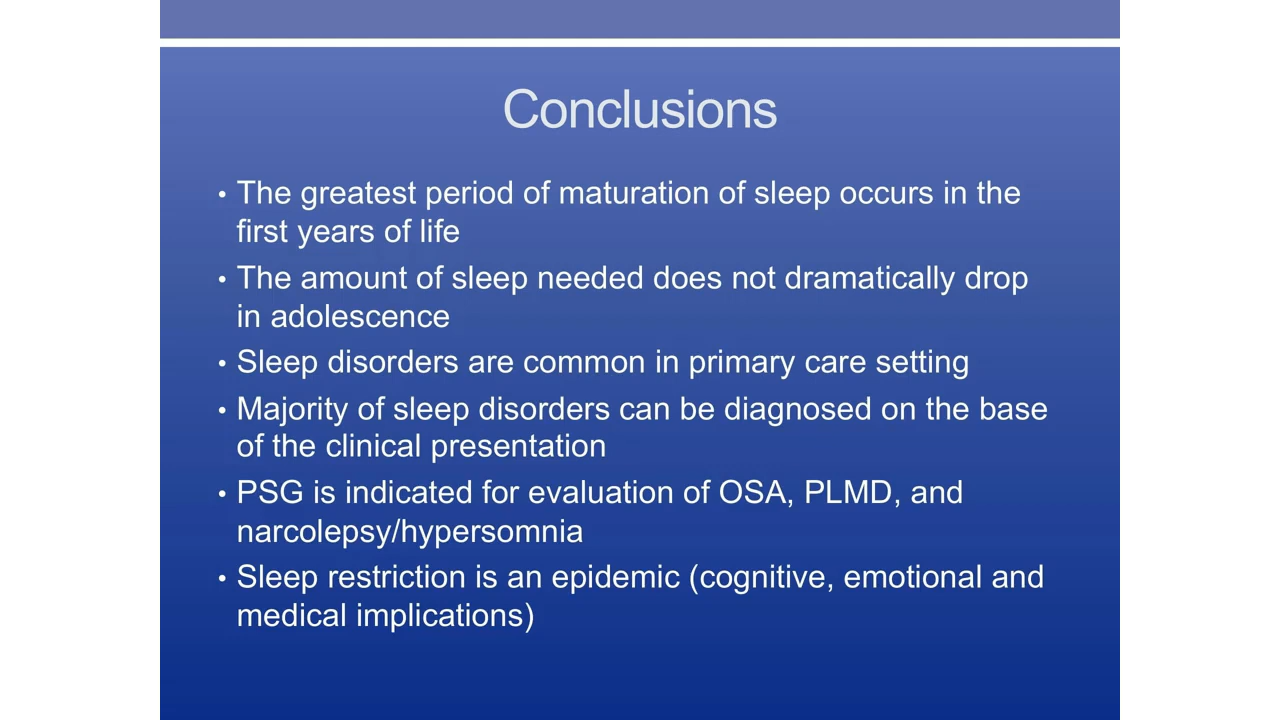 Conclusions
• The greatest period of maturation of sleep occurs in the
first years of life
• The amount of sleep needed does not dramatically drop
in adolescence
• Sleep disorders are common in primary care setting
• Majority of sleep disorders can be diagnosed on the base
of the clinical presentation
• PSG is indicated for evaluation of OSA, PLMD, and
narcolepsy/hypersomnia
• Sleep restriction is an epidemic (cognitive, emotional and
medical implications)